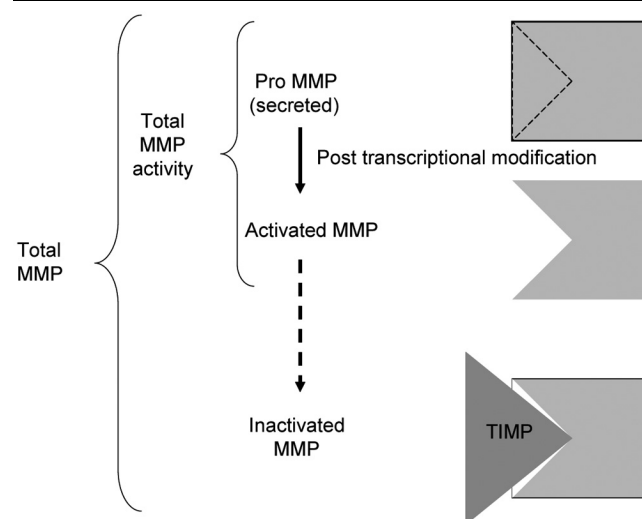 Pro MMP
(secreted)
Total
MMP
activity
Post transcriptional modification
Activated MMP
Total
MMP
Inactivated
MMP
TIMP